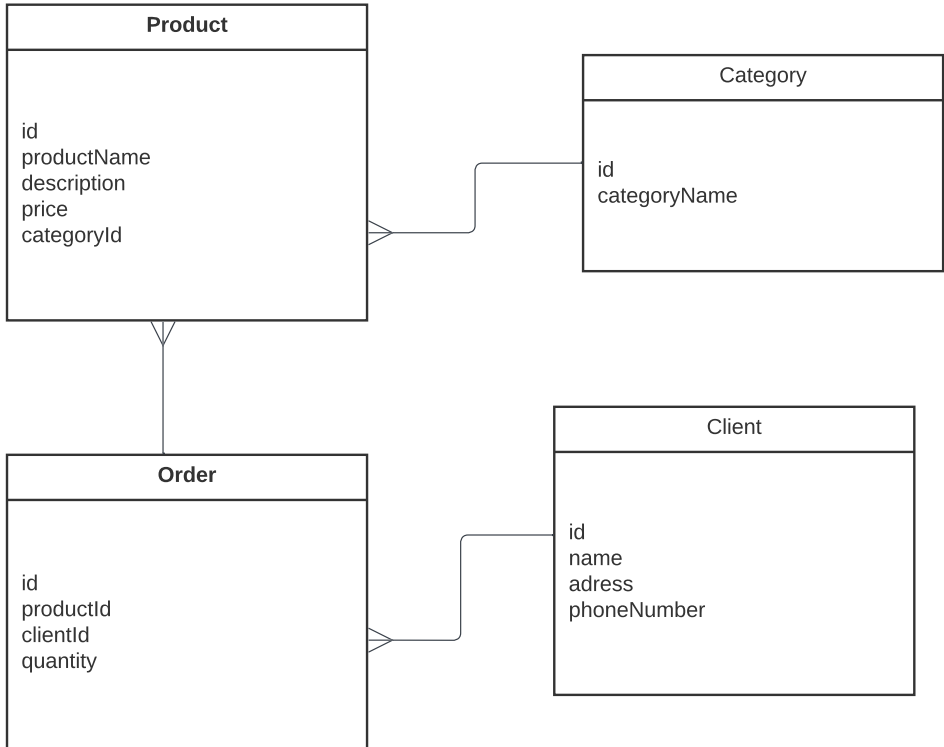 Product
id
productName
description
price
categoryId
Category
id
categoryName
Order
id
productId
clientId
quantity
Client
id
name
adress
phoneNumber